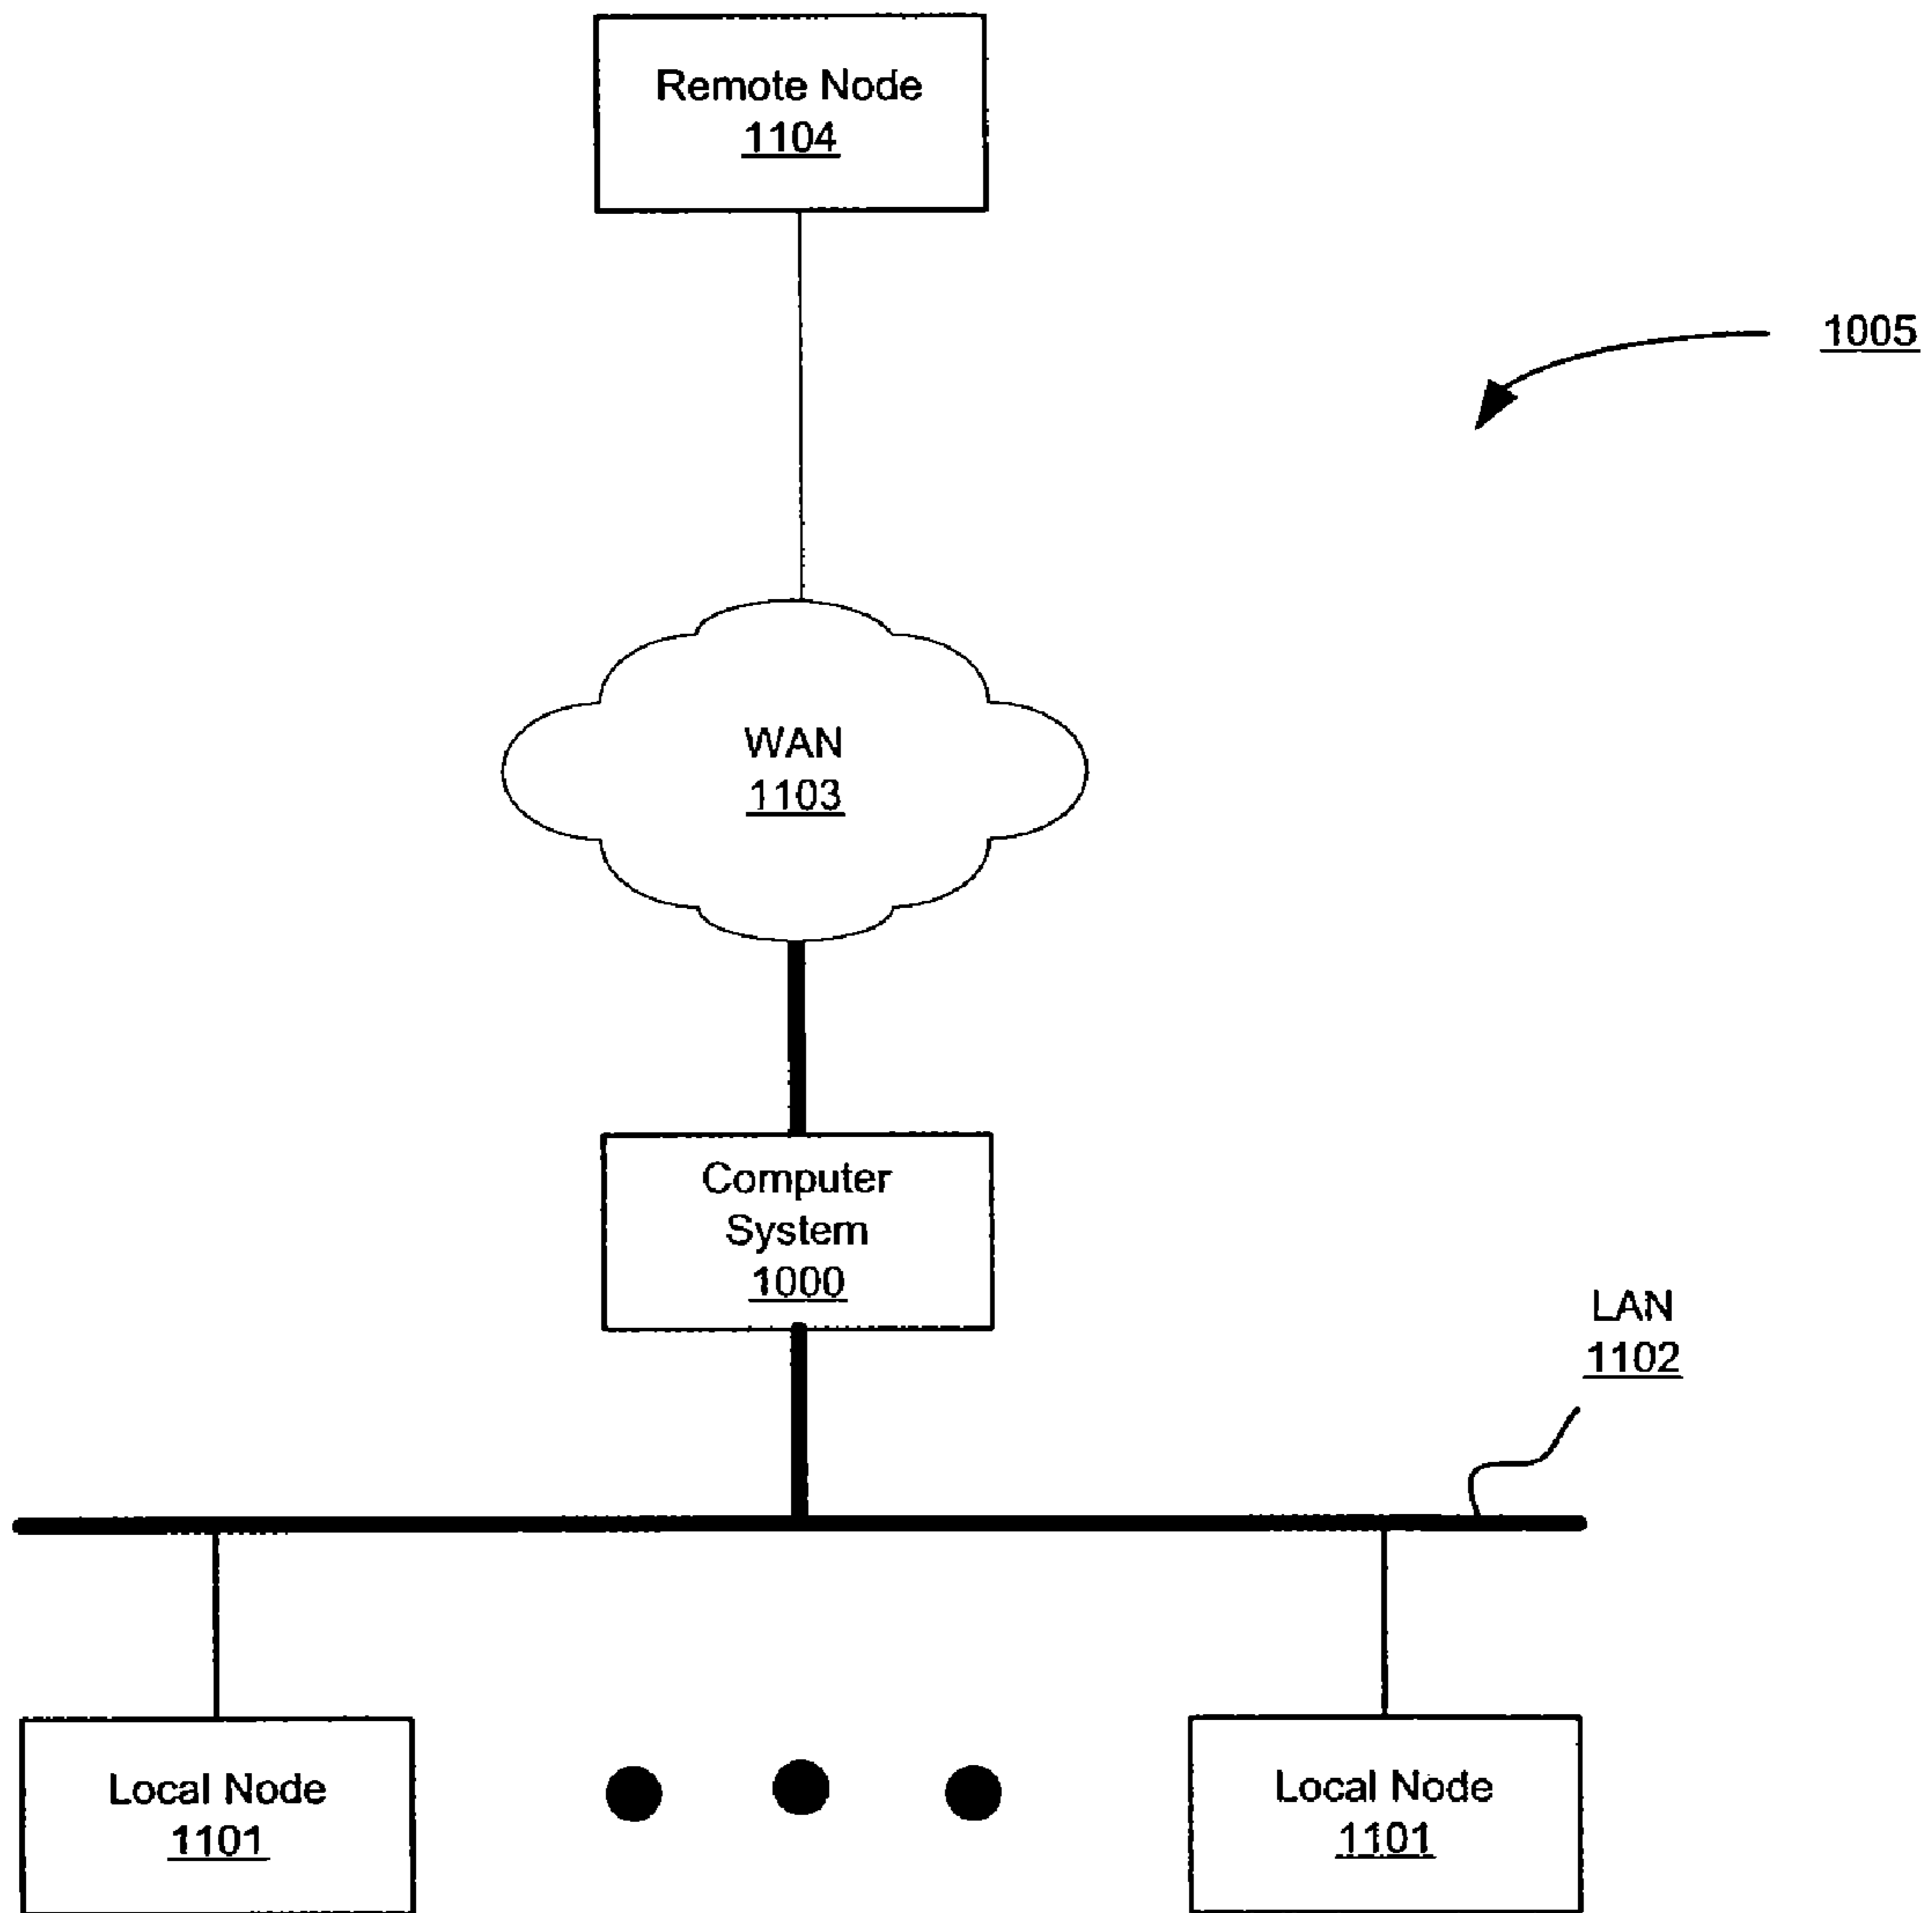 Remote Node
1104
1005
WAN
1103
Computer
System
1000
LAN
1102
Local Node
1101
Local Node
1101